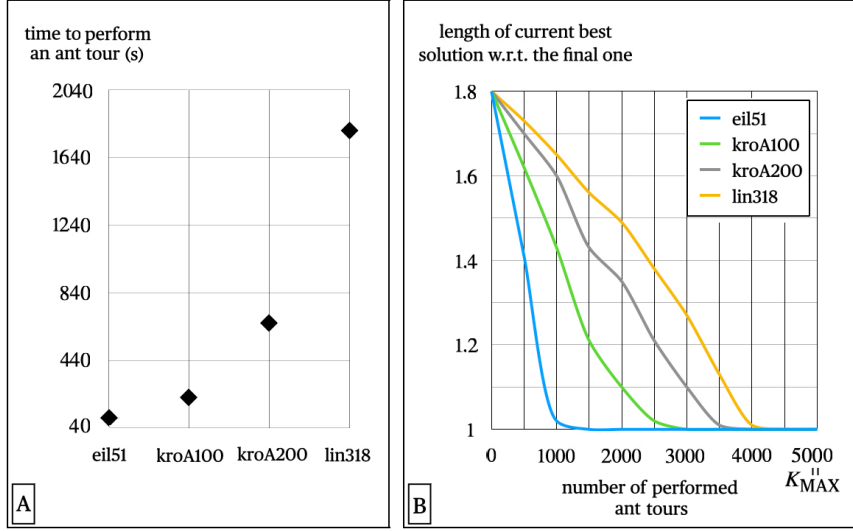 time to perform
an ant tour (s)
2040
1640
1240
840
440
40
eil51 kroA100 kroA200 lin318
A
length of current best
solution w.r.t. the final one
1.8
1.6
1.4
1.2
1
eil51
kroA100
kroA200
lin318
0 1000 2000 3000 4000 5000
number of performed
ant tours
=
K_MAX
B